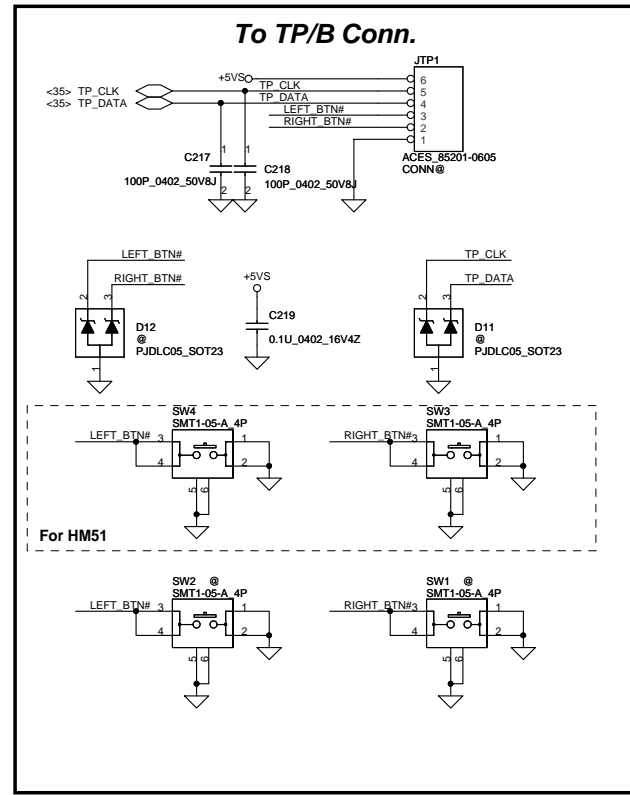 To TP/B Conn.
JTP1
+5VS
6
<35> TP_CLK
TP_CLK
5
<35> TP_DATA
TP_DATA
4
LEFT_BTN#
3
RIGHT_BTN#
2
1
ACES_85201-0605
CONN@
C217
1
2
100P_0402_50V8J
1
C218
2
100P_0402_50V8J
LEFT_BTN#
RIGHT_BTN#
2
3
D12
@
PJDLC05_SOT23
1
+5VS
C219
0.1U_0402_16V4Z
TP_CLK
TP_DATA
2
3
D11
@
PJDLC05_SOT23
1
SW4
SMT1-05-A_4P
LEFT_BTN#
3
1
4
2
5
6
SW3
SMT1-05-A_4P
RIGHT_BTN#
3
1
4
2
5
6
For HM51
SW2 @
SMT1-05-A_4P
LEFT_BTN#
3
1
4
2
5
6
SW1 @
SMT1-05-A_4P
RIGHT_BTN#
3
1
4
2
5
6